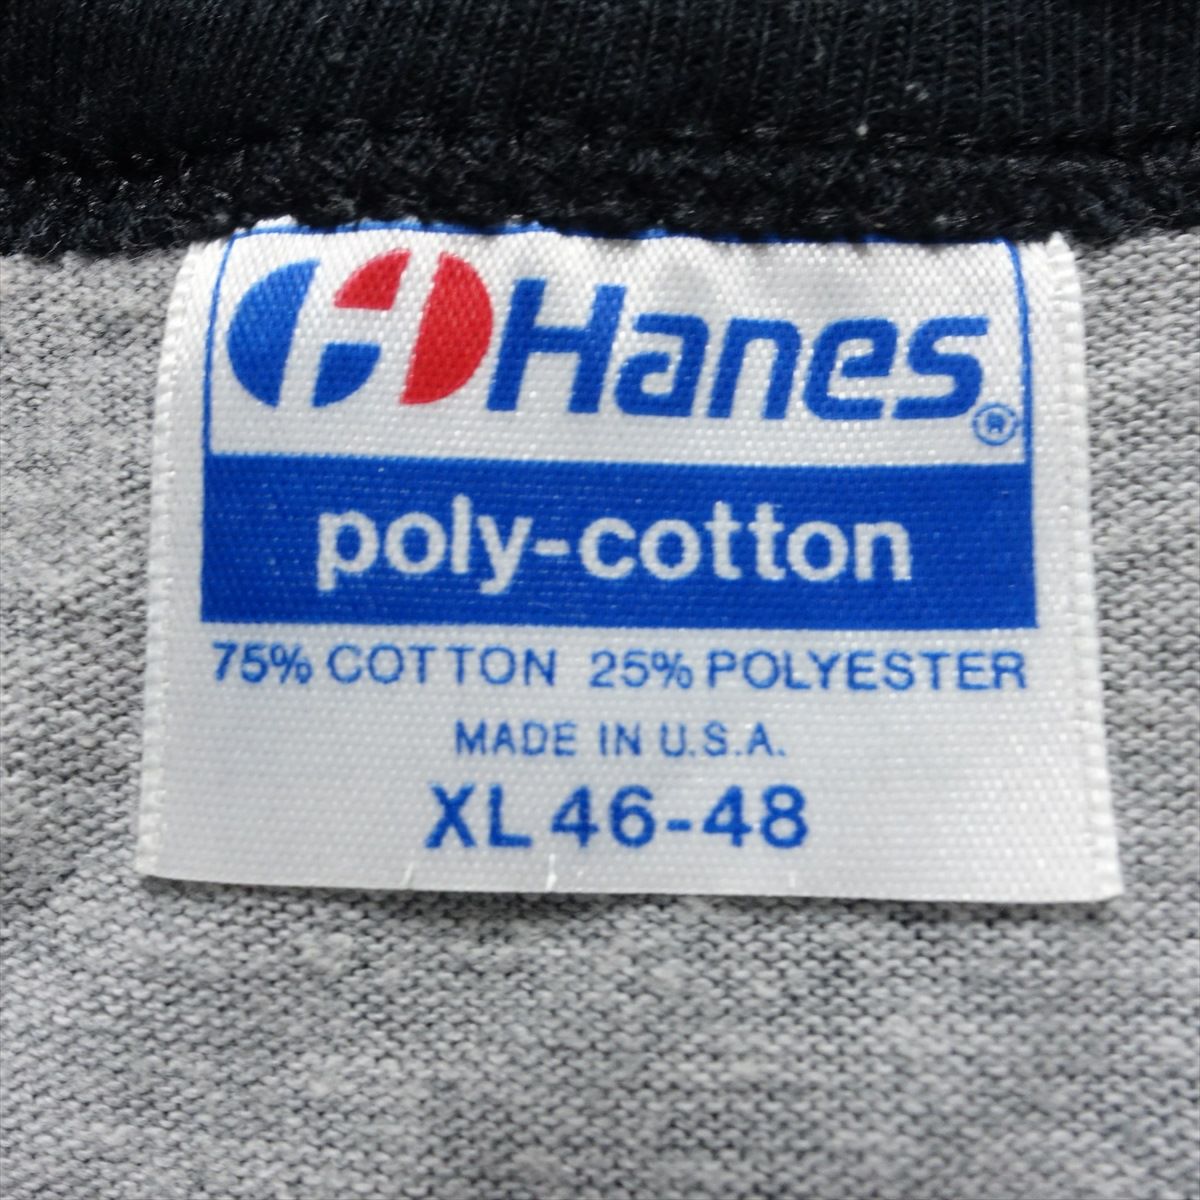 Hanes®
poly-cotton
75% COTTON 25% POLYESTER
MADE IN U.S.A.
XL 46-48